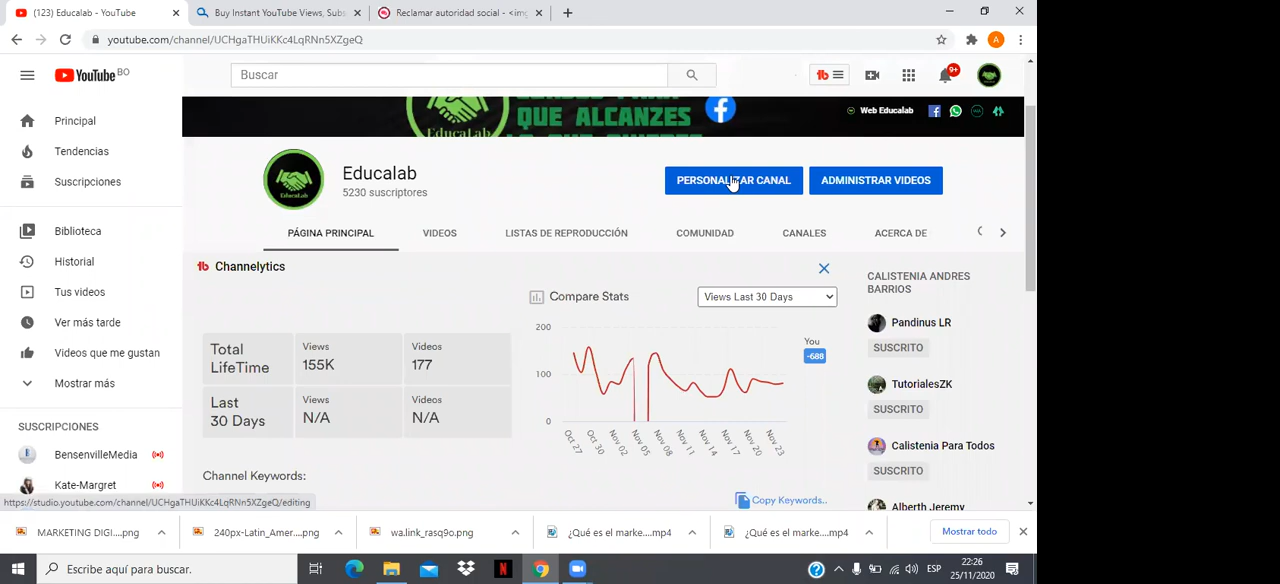 (123) Educalab - YouTube
Buy Instant YouTube Views, Subs
Reclamar autoridad social - <img
youtube.com/channel/UCHgaTHUiKKc4LqRNn5XZgeQ
A
YouTube BO
Buscar
tb
9+
Principal
Tendencias
Suscripciones
Biblioteca
Historial
Tus videos
Ver más tarde
Videos que me gustan
Mostrar más
SUSCRIPCIONES
BensenvilleMedia
Kate-Margret
EducaLab
QUE ALCANZES
Web Educalab
EducaLab
Educalab
5230 suscriptores
PERSONALIZAR CANAL
ADMINISTRAR VIDEOS
PÁGINA PRINCIPAL
VIDEOS
LISTAS DE REPRODUCCIÓN
COMUNIDAD
CANALES
ACERCA DE
tb Channelytics
Total LifeTime
Views
155K
Videos
177
Last
30 Days
Views
N/A
Videos
N/A
Channel Keywords:
Compare Stats
Views Last 30 Days
200
100
0
Oct 27
Oct 30
Nov 02
Nov 05
Nov 08
Nov 11
Nov 14
Nov 17
Nov 20
Nov 23
You
-688
Copy Keywords..
CALISTENIA ANDRES
BARRIOS
Pandinus LR
SUSCRITO
TutorialesZK
SUSCRITO
Calistenia Para Todos
SUSCRITO
Alberth Jeremy
https://studio.youtube.com/channel/UCHgaTHUiKKc4LqRNn5XZgeQ/editing
MARKETING DIGI....png
240px-Latin_Amer....png
wa.link_rasq9o.png
¿Qué es el marke....mp4
¿Qué es el marke....mp4
Mostrar todo
Escribe aquí para buscar.
ESP
22:26
25/11/2020